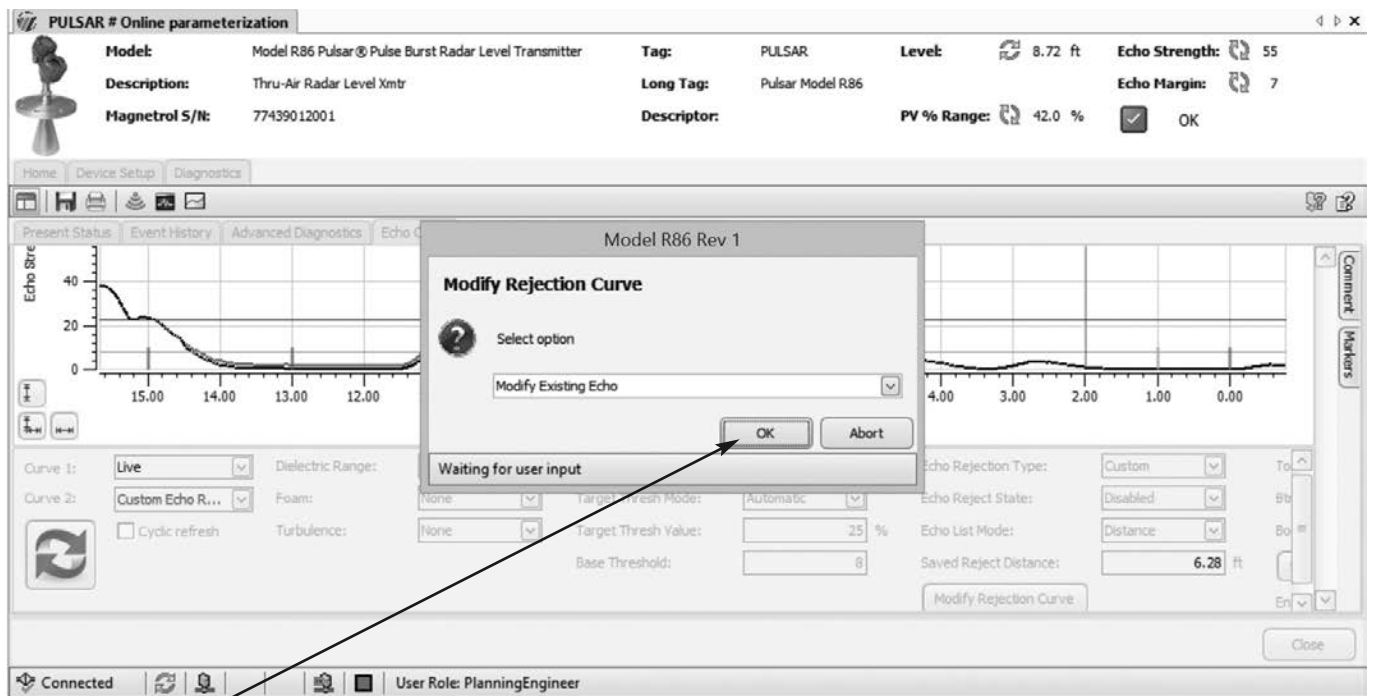 PULSAR # Online parameterization
Model: Model R86 Pulsar® Pulse Burst Radar Level Transmitter Tag: PULSAR Level: 8.72 ft Echo Strength: 55
Description: Thru-Air Radar Level Xmtr Long Tag: Pulsar Model R86 Echo Margin: 7
Magnetrol S/N: 77439012001 Descriptor: PV % Range: 42.0 % OK
Home Device Setup Diagnostics
Present Status Event History Advanced Diagnostics Echo C
Model R86 Rev 1
Modify Rejection Curve
Select option
Modify Existing Echo
OK Abort
Waiting for user input
Echo Stre
40
20
0
15.00 14.00 13.00 12.00 4.00 3.00 2.00 1.00 0.00
Comment
Markers
Curve 1: Live Dielectric Range: Echo Rejection Type: Custom To
Curve 2: Custom Echo R... Foam: None Target Thresh Mode: Automatic Echo Reject State: Disabled
Cyclic refresh Turbulence: None Target Thresh Value: 25 % Echo List Mode: Distance Bo
Base Threshold: 8 Saved Reject Distance: 6.28 ft
Modify Rejection Curve En
Close
Connected User Role: PlanningEngineer